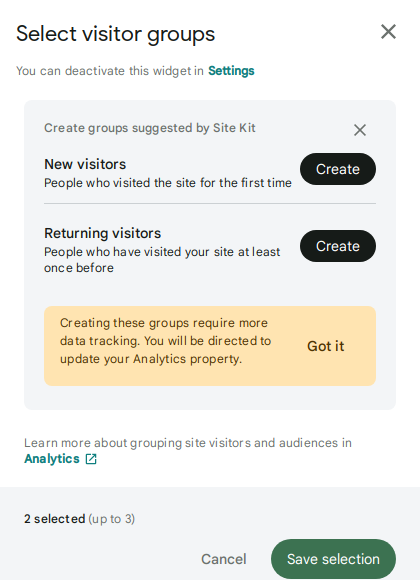 Select visitor groups
You can deactivate this widget in Settings
Create groups suggested by Site Kit
New visitors
People who visited the site for the first time
Create
Returning visitors
People who have visited your site at least
once before
Create
Creating these groups require more
data tracking. You will be directed to
update your Analytics property.
Got it
Learn more about grouping site visitors and audiences in
Analytics
2 selected (up to 3)
Cancel
Save selection